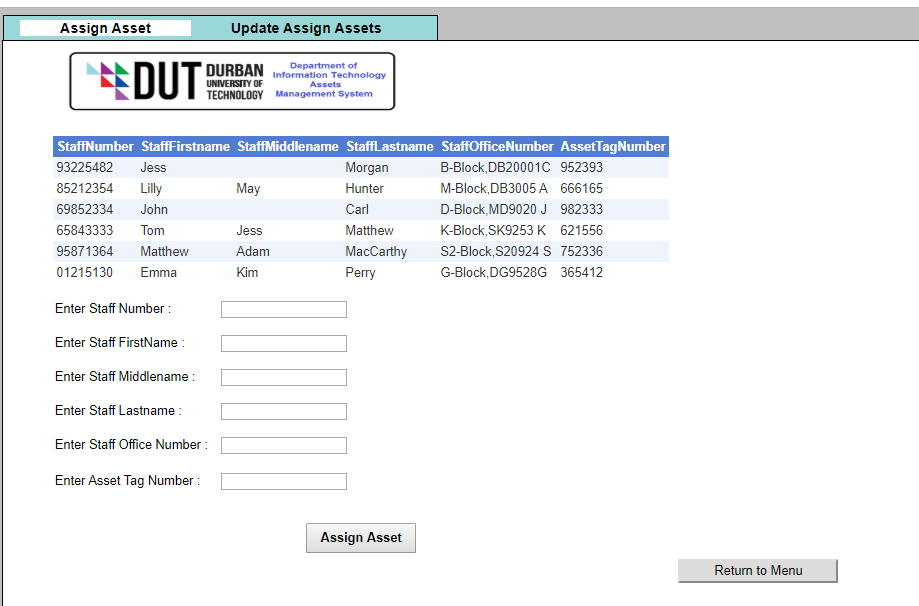 Assign Asset Update Assign Assets
DUT DURBAN UNIVERSITY OF TECHNOLOGY
Department of
Information Technology
Assets
Management System
StaffNumber StaffFirstname StaffMiddlename StaffLastname StaffOfficeNumber AssetTagNumber
93225482 Jess Morgan B-Block,DB20001C 952393
85212354 Lilly May Hunter M-Block,DB3005 A 666165
69852334 John Carl D-Block,MD9020 J 982333
65843333 Tom Jess Matthew K-Block,SK9253 K 621556
95871364 Matthew Adam MacCarthy S2-Block,S20924 S 752336
01215130 Emma Kim Perry G-Block,DG9528G 365412
Enter Staff Number :
Enter Staff FirstName :
Enter Staff Middlename :
Enter Staff Lastname :
Enter Staff Office Number :
Enter Asset Tag Number :
Assign Asset
Return to Menu